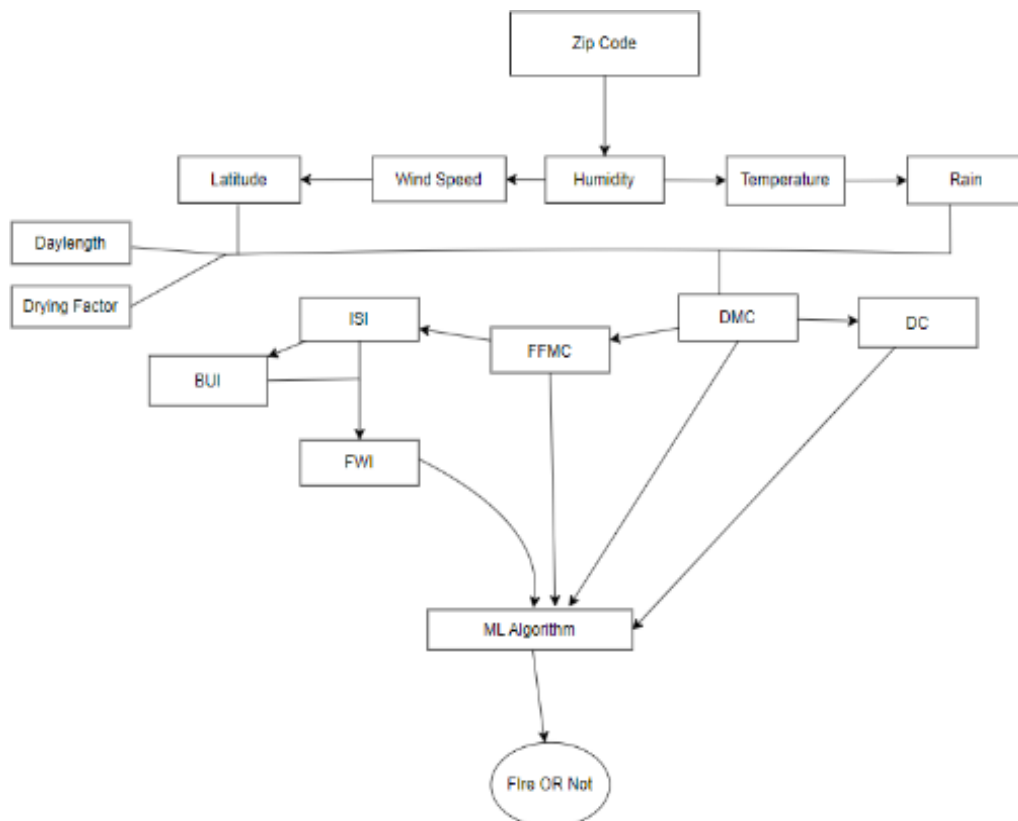 Zip Code
Latitude
Wind Speed
Humidity
Temperature
Rain
Daylength
Drying Factor
ISI
DMC
DC
FFMC
BUI
FWI
ML Algorithm
Fire OR Not